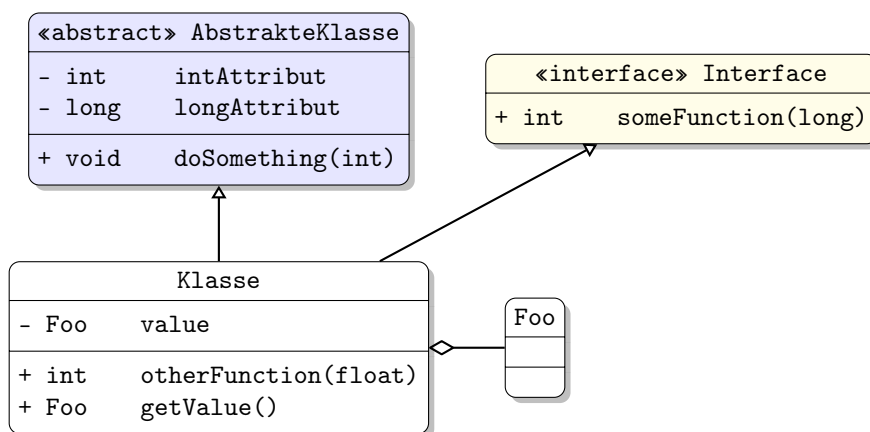 «abstract» AbstrakteKlasse
- int intAttribut
- long longAttribut
+ void doSomething(int)
«interface» Interface
+ int someFunction(long)
Klasse
- Foo value
+ int otherFunction(float)
+ Foo getValue()
Foo